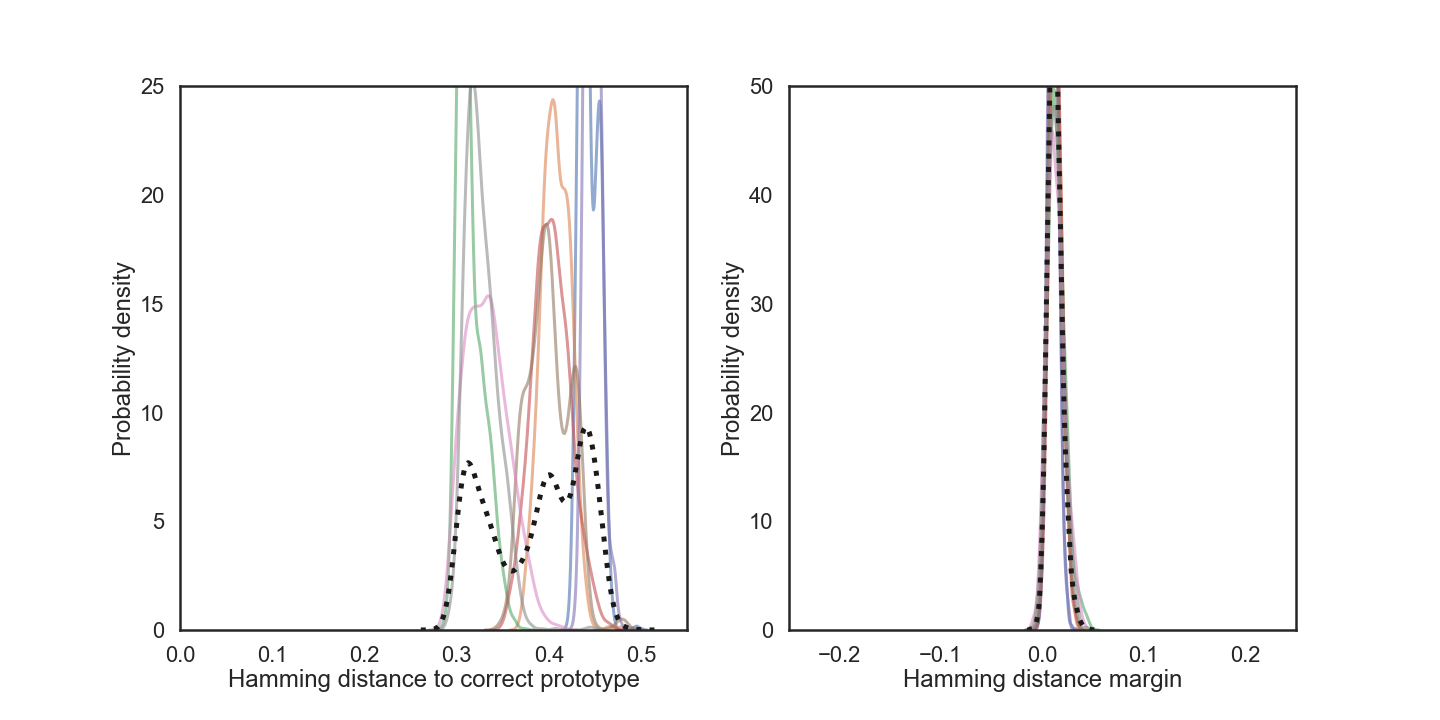 25
20
15
10
5
0
Probability density
0.0 0.1 0.2 0.3 0.4 0.5
Hamming distance to correct prototype
50
40
30
20
10
0
Probability density
−0.2 −0.1 0.0 0.1 0.2
Hamming distance margin